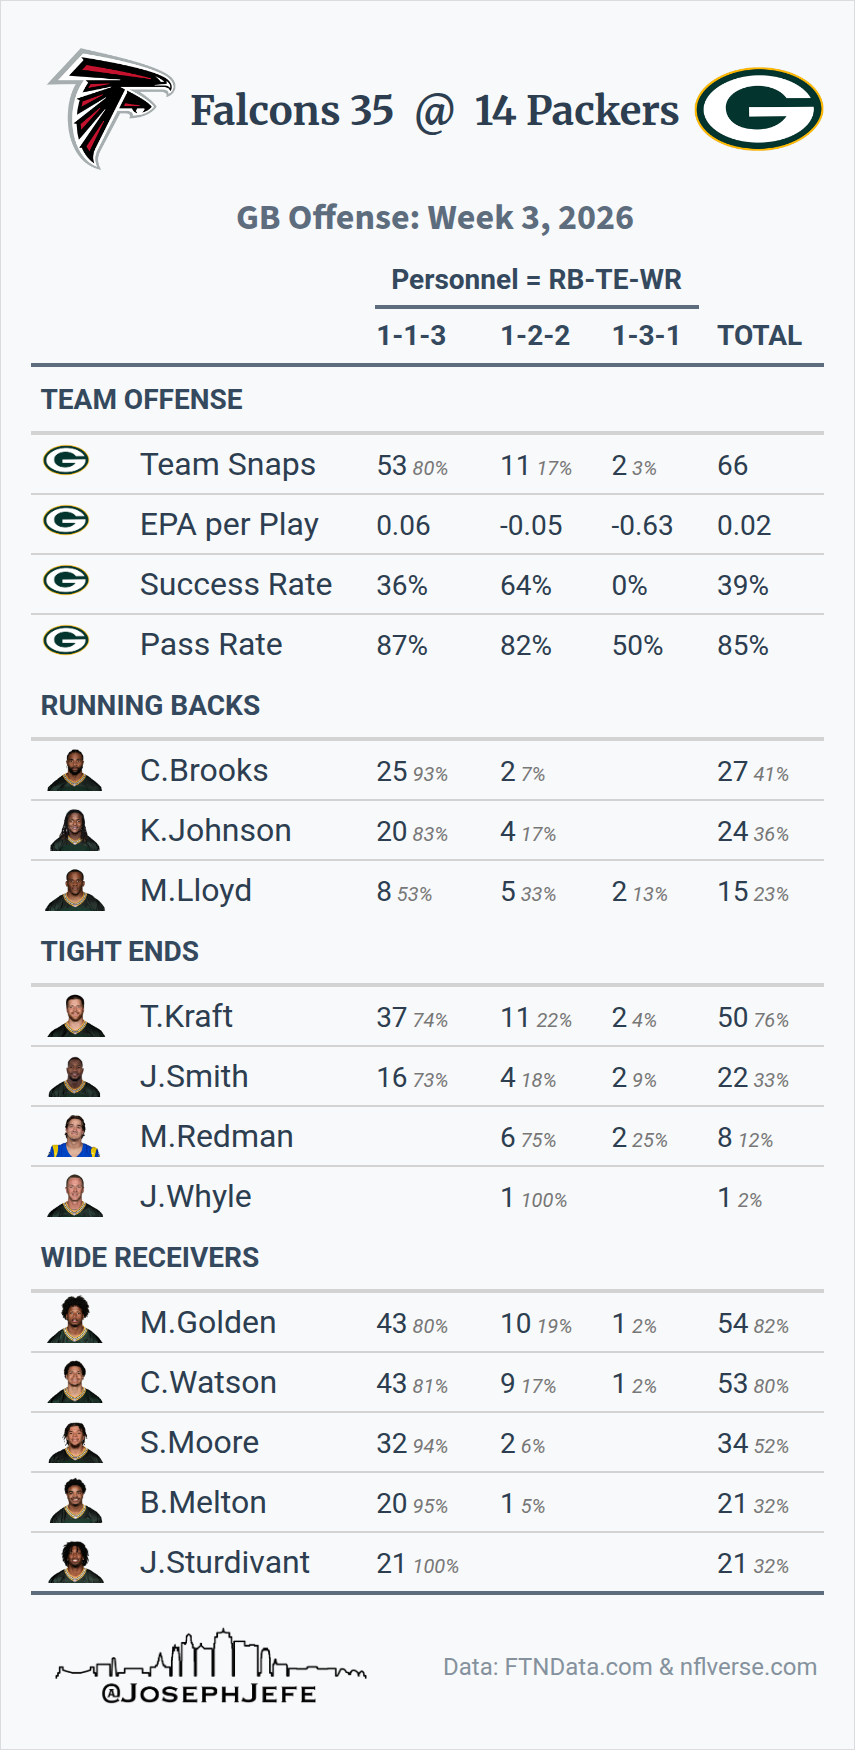 Falcons 35 @ 14 Packers
GB Offense: Week 3, 2026
Personnel = RB-TE-WR
1-1-3 1-2-2 1-3-1 TOTAL
TEAM OFFENSE
Team Snaps 53 80% 11 17% 2 3% 66
EPA per Play 0.06 -0.05 -0.63 0.02
Success Rate 36% 64% 0% 39%
Pass Rate 87% 82% 50% 85%
RUNNING BACKS
C.Brooks 25 93% 2 7% 27 41%
K.Johnson 20 83% 4 17% 24 36%
M.Lloyd 8 53% 5 33% 2 13% 15 23%
TIGHT ENDS
T.Kraft 37 74% 11 22% 2 4% 50 76%
J.Smith 16 73% 4 18% 2 9% 22 33%
M.Redman 6 75% 2 25% 8 12%
J.Whyle 1 100% 1 2%
WIDE RECEIVERS
M.Golden 43 80% 10 19% 1 2% 54 82%
C.Watson 43 81% 9 17% 1 2% 53 80%
S.Moore 32 94% 2 6% 34 52%
B.Melton 20 95% 1 5% 21 32%
J.Sturdivant 21 100% 21 32%
@JosephJefe
Data: FTNData.com & nflverse.com